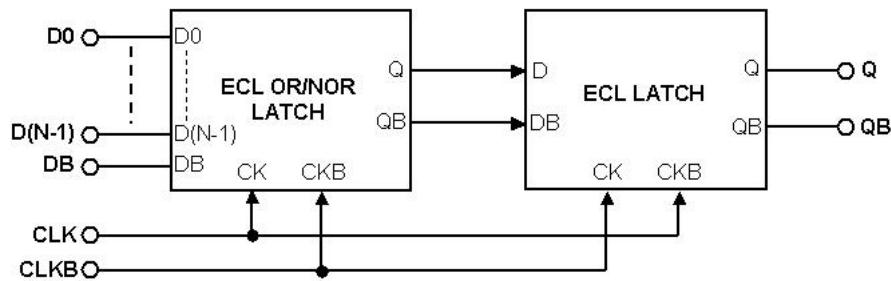 D0 D0
ECL OR/NOR
LATCH
Q D
ECL LATCH
Q Q
QB DB
QB QB
D(N-1) D(N-1)
DB DB
CK CKB
CK CKB
CLK
CLKB